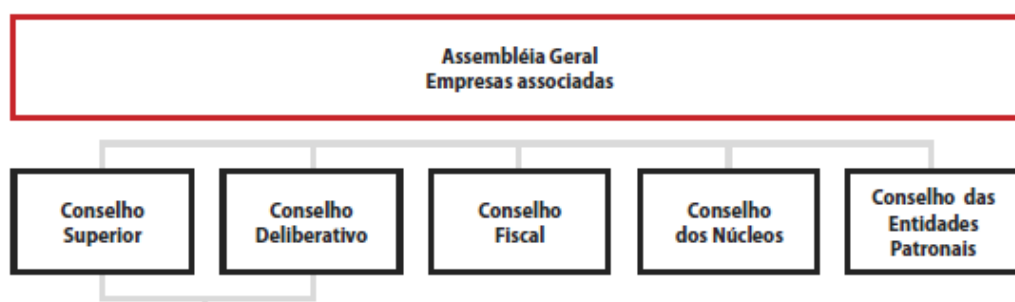 Assembléia Geral
Empresas associadas
Conselho
Superior
Conselho
Deliberativo
Conselho
Fiscal
Conselho
dos Núcleos
Conselho das
Entidades
Patronais